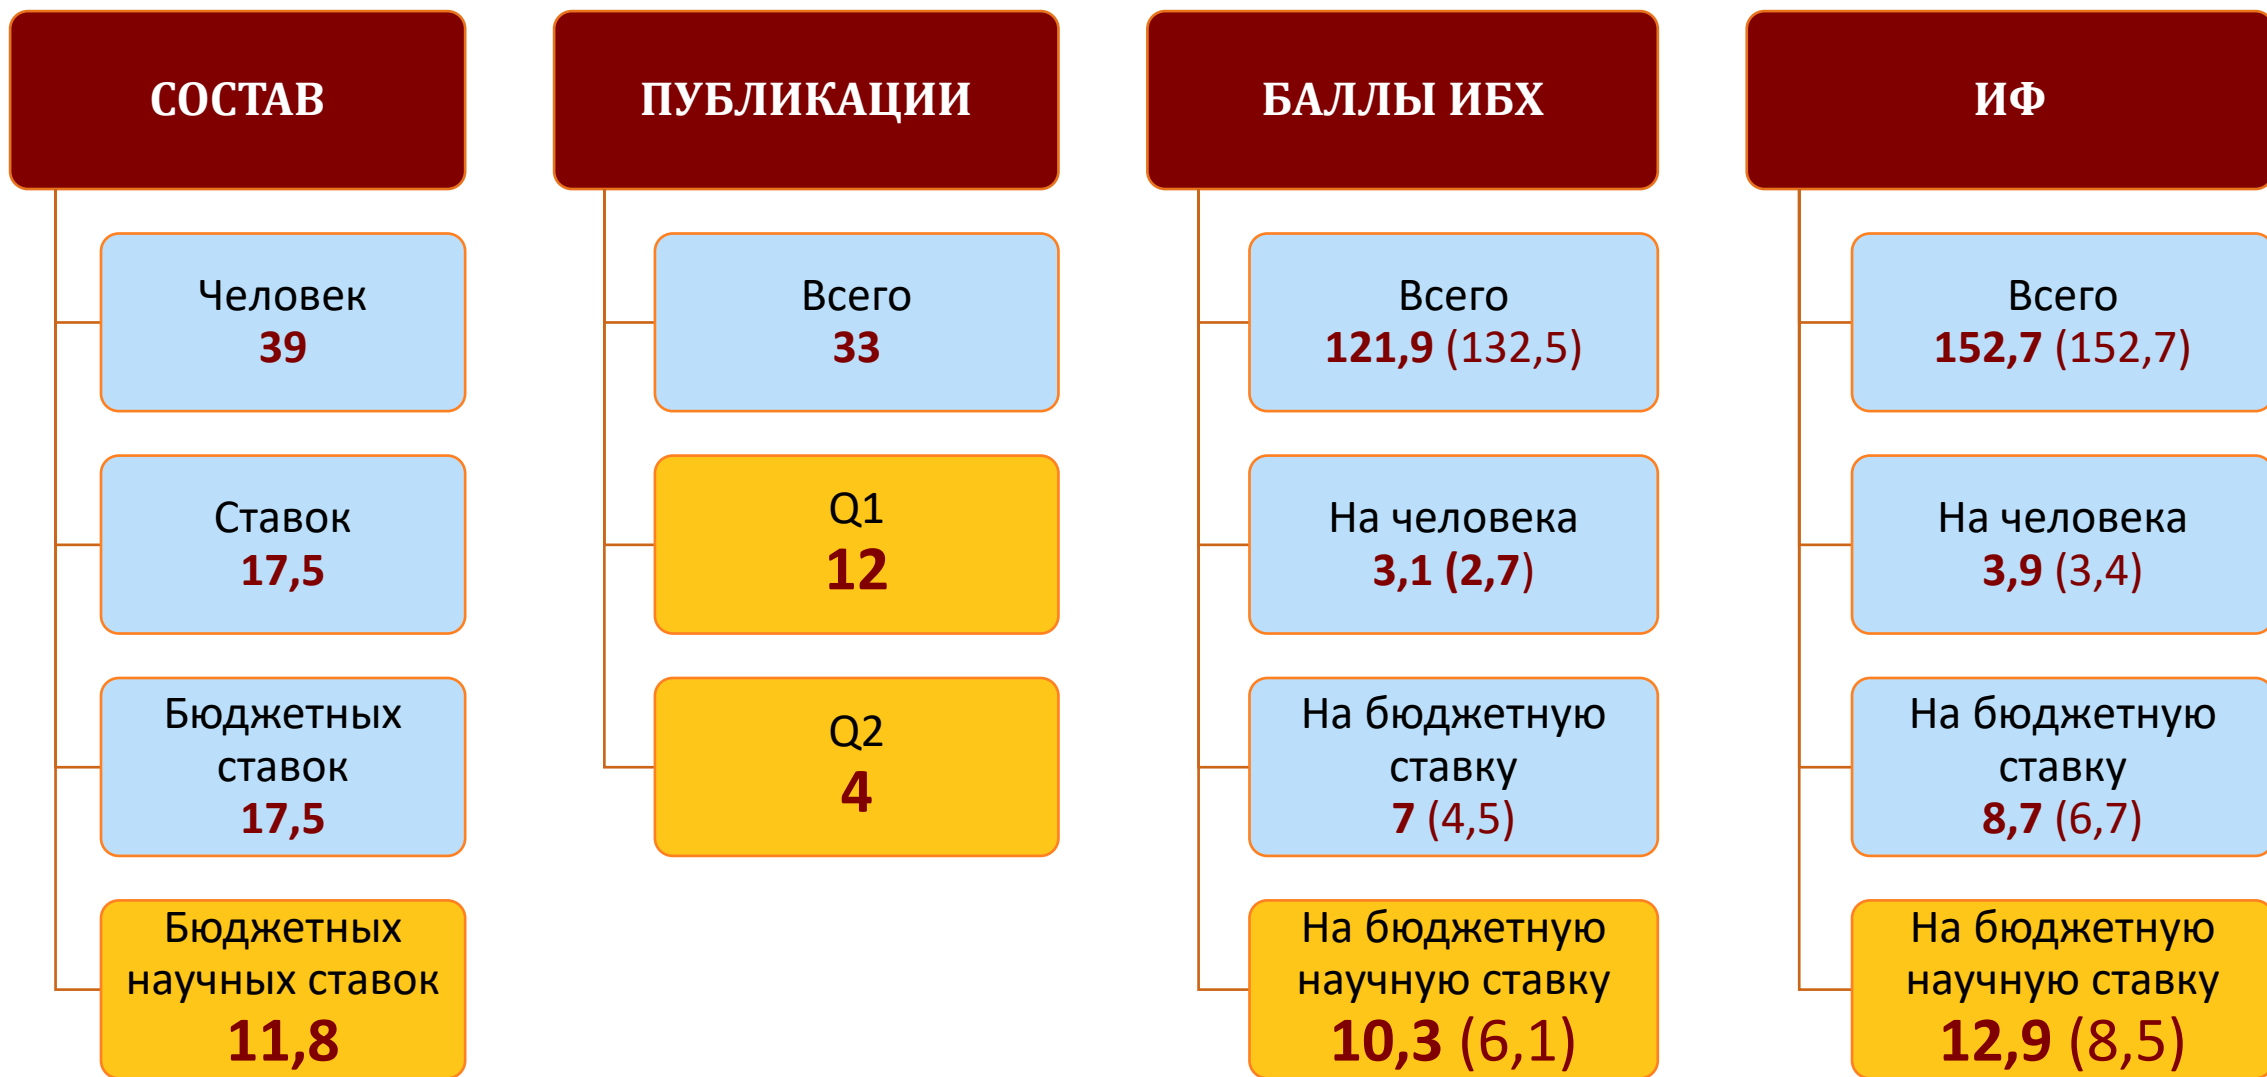 СОСТАВ
Человек
39
Ставок
17,5
Бюджетных
ставок
17,5
Бюджетных
научных ставок
11,8
ПУБЛИКАЦИИ
Всего
33
Q1
12
Q2
4
БАЛЛЫ ИБХ
Всего
121,9 (132,5)
На человека
3,1 (2,7)
На бюджетную
ставку
7 (4,5)
На бюджетную
научную ставку
10,3 (6,1)
ИФ
Всего
152,7 (152,7)
На человека
3,9 (3,4)
На бюджетную
ставку
8,7 (6,7)
На бюджетную
научную ставку
12,9 (8,5)